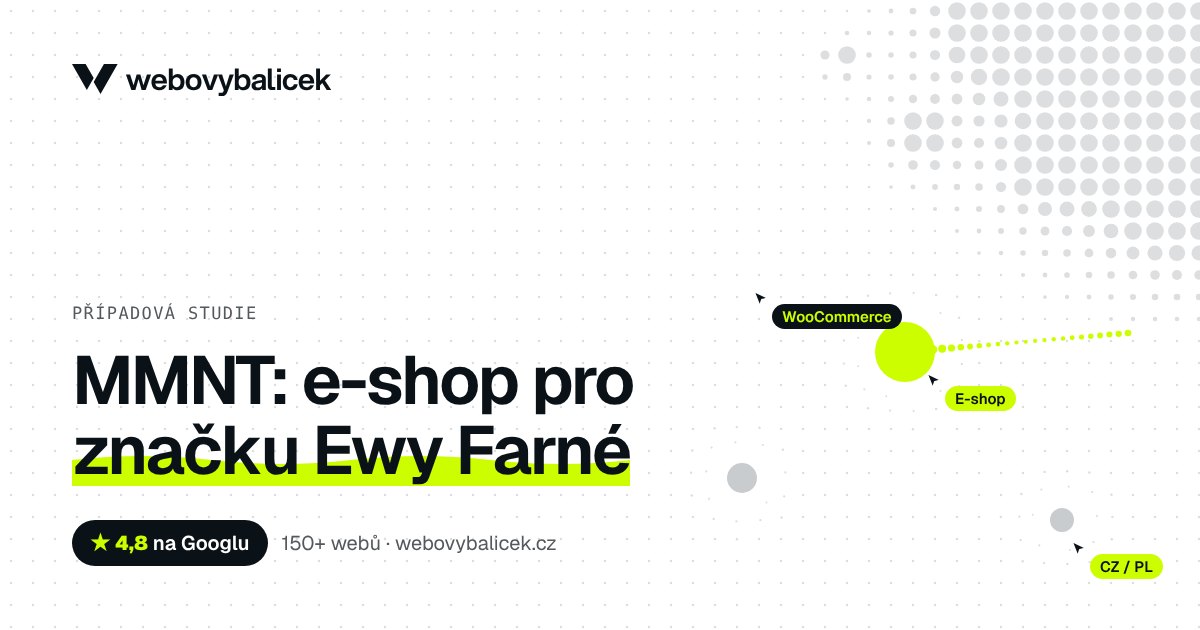 webovybalicek
PŘÍPADOVÁ STUDIE
MMNT: e-shop pro
značku Ewy Farné
★ 4,8 na Googlu
150+ webů · webovybalicek.cz
WooCommerce
E-shop
CZ / PL